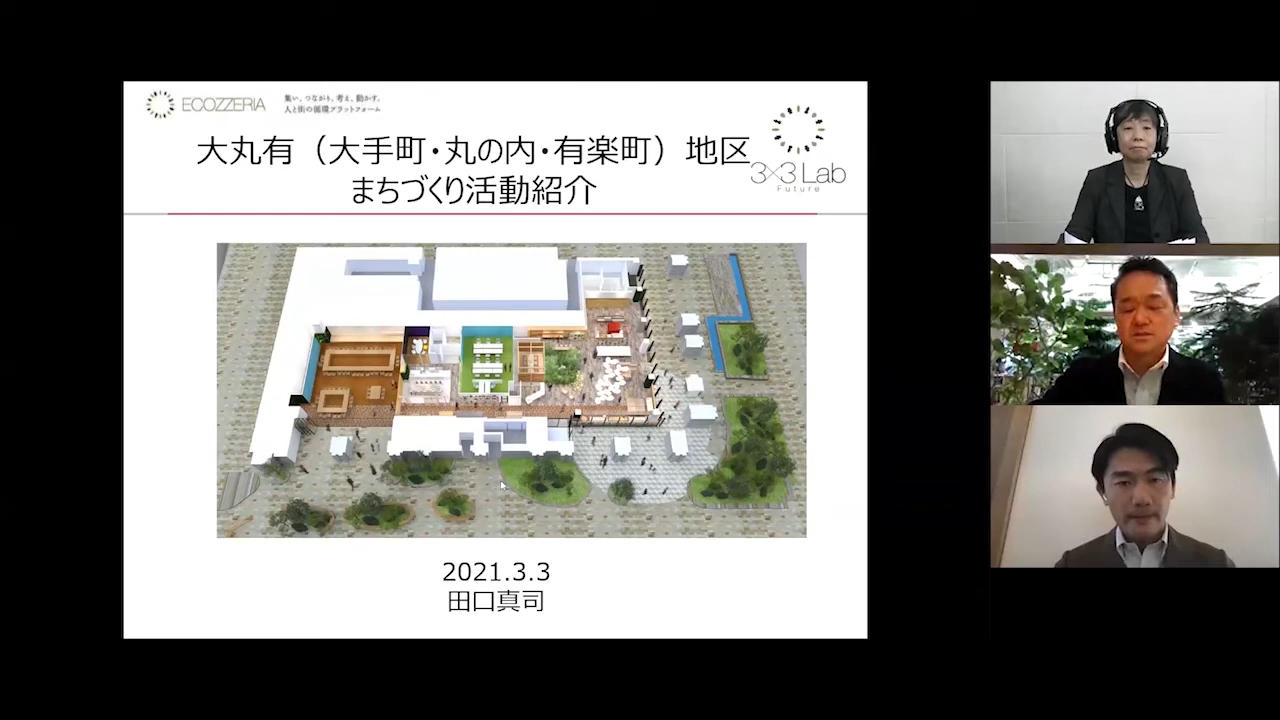 ECOZZERIA
集い、つながり、考え、動かす。
人と街の循環プラットフォーム
大丸有（大手町・丸の内・有楽町）地区
まちづくり活動紹介
3×3 Lab
Future
2021.3.3
田口真司